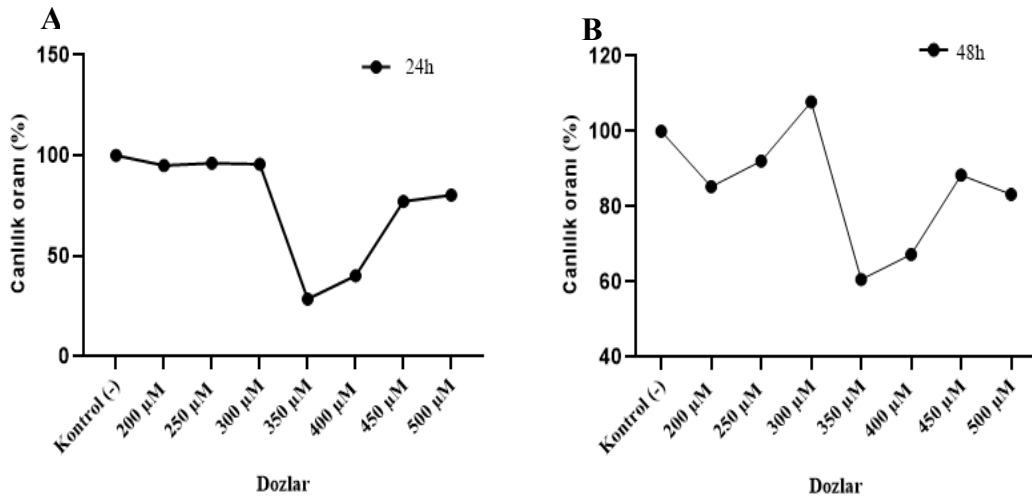 A
24h
Canlılık oranı (%)
150
100
50
0
Kontrol (-)
200 µM
250 µM
300 µM
350 µM
400 µM
450 µM
500 µM
Dozlar
B
48h
Canlılık oranı (%)
120
100
80
60
40
Kontrol (-)
200 µM
250 µM
300 µM
350 µM
400 µM
450 µM
500 µM
Dozlar